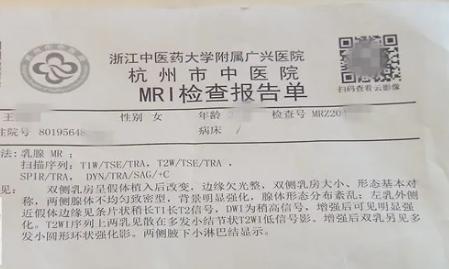 浙江中医药大学附属广兴医院
杭州市中医院
MRI检查报告单
扫码查看云影像
王
性别 女
年龄
检查号 MRZ20
住院号 80195648
病床 /
法: 乳腺 MR ;
扫描序列: T1W/TSE/TRA, T2W/TSE/TRA ,
SPIR/TRA, DYN/TRA/SAG/+C
见: 双侧乳房呈假体植入后改变, 边缘欠光整, 双侧乳房大小、形态基本对
称, 两侧腺体不均匀致密型, 背景明显强化, 腺体形态分布紊乱; 左乳外侧
近假体边缘见条片状稍长T1长T2信号, DWI为稍高信号, 增强后可见明显强
化。T2WI序列上两乳见散在多发小结节状T2WI低信号影、增强后双乳另见多
发小圆形环状强化影。两侧腋下小淋巴结显示。